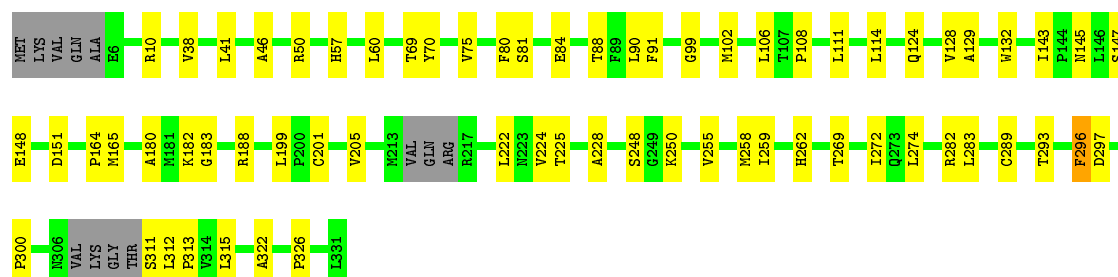 MET LYS VAL GLN ALA E6 R10 V38 L41 A46 R50 H57 L60 T69 Y70 V75 F80 S81 E84 T88 F89 L90 F91 G99 M102 L106 T107 P108 L111 L114 Q124 V128 A129 W132 I143 P144 N145 L146 S147
E148 D151 P164 M165 A180 M181 K182 G183 R188 L199 P200 C201 V205 M213 VAL GLN ARG R217 L222 N223 V224 T225 A228 S248 G249 K250 V255 M258 I259 H262 T269 I272 Q273 L274 R282 L283 C289 T293 F296 D297
P300 N306 VAL LYS GLY THR S311 L312 P313 V314 L315 A322 P326 L331